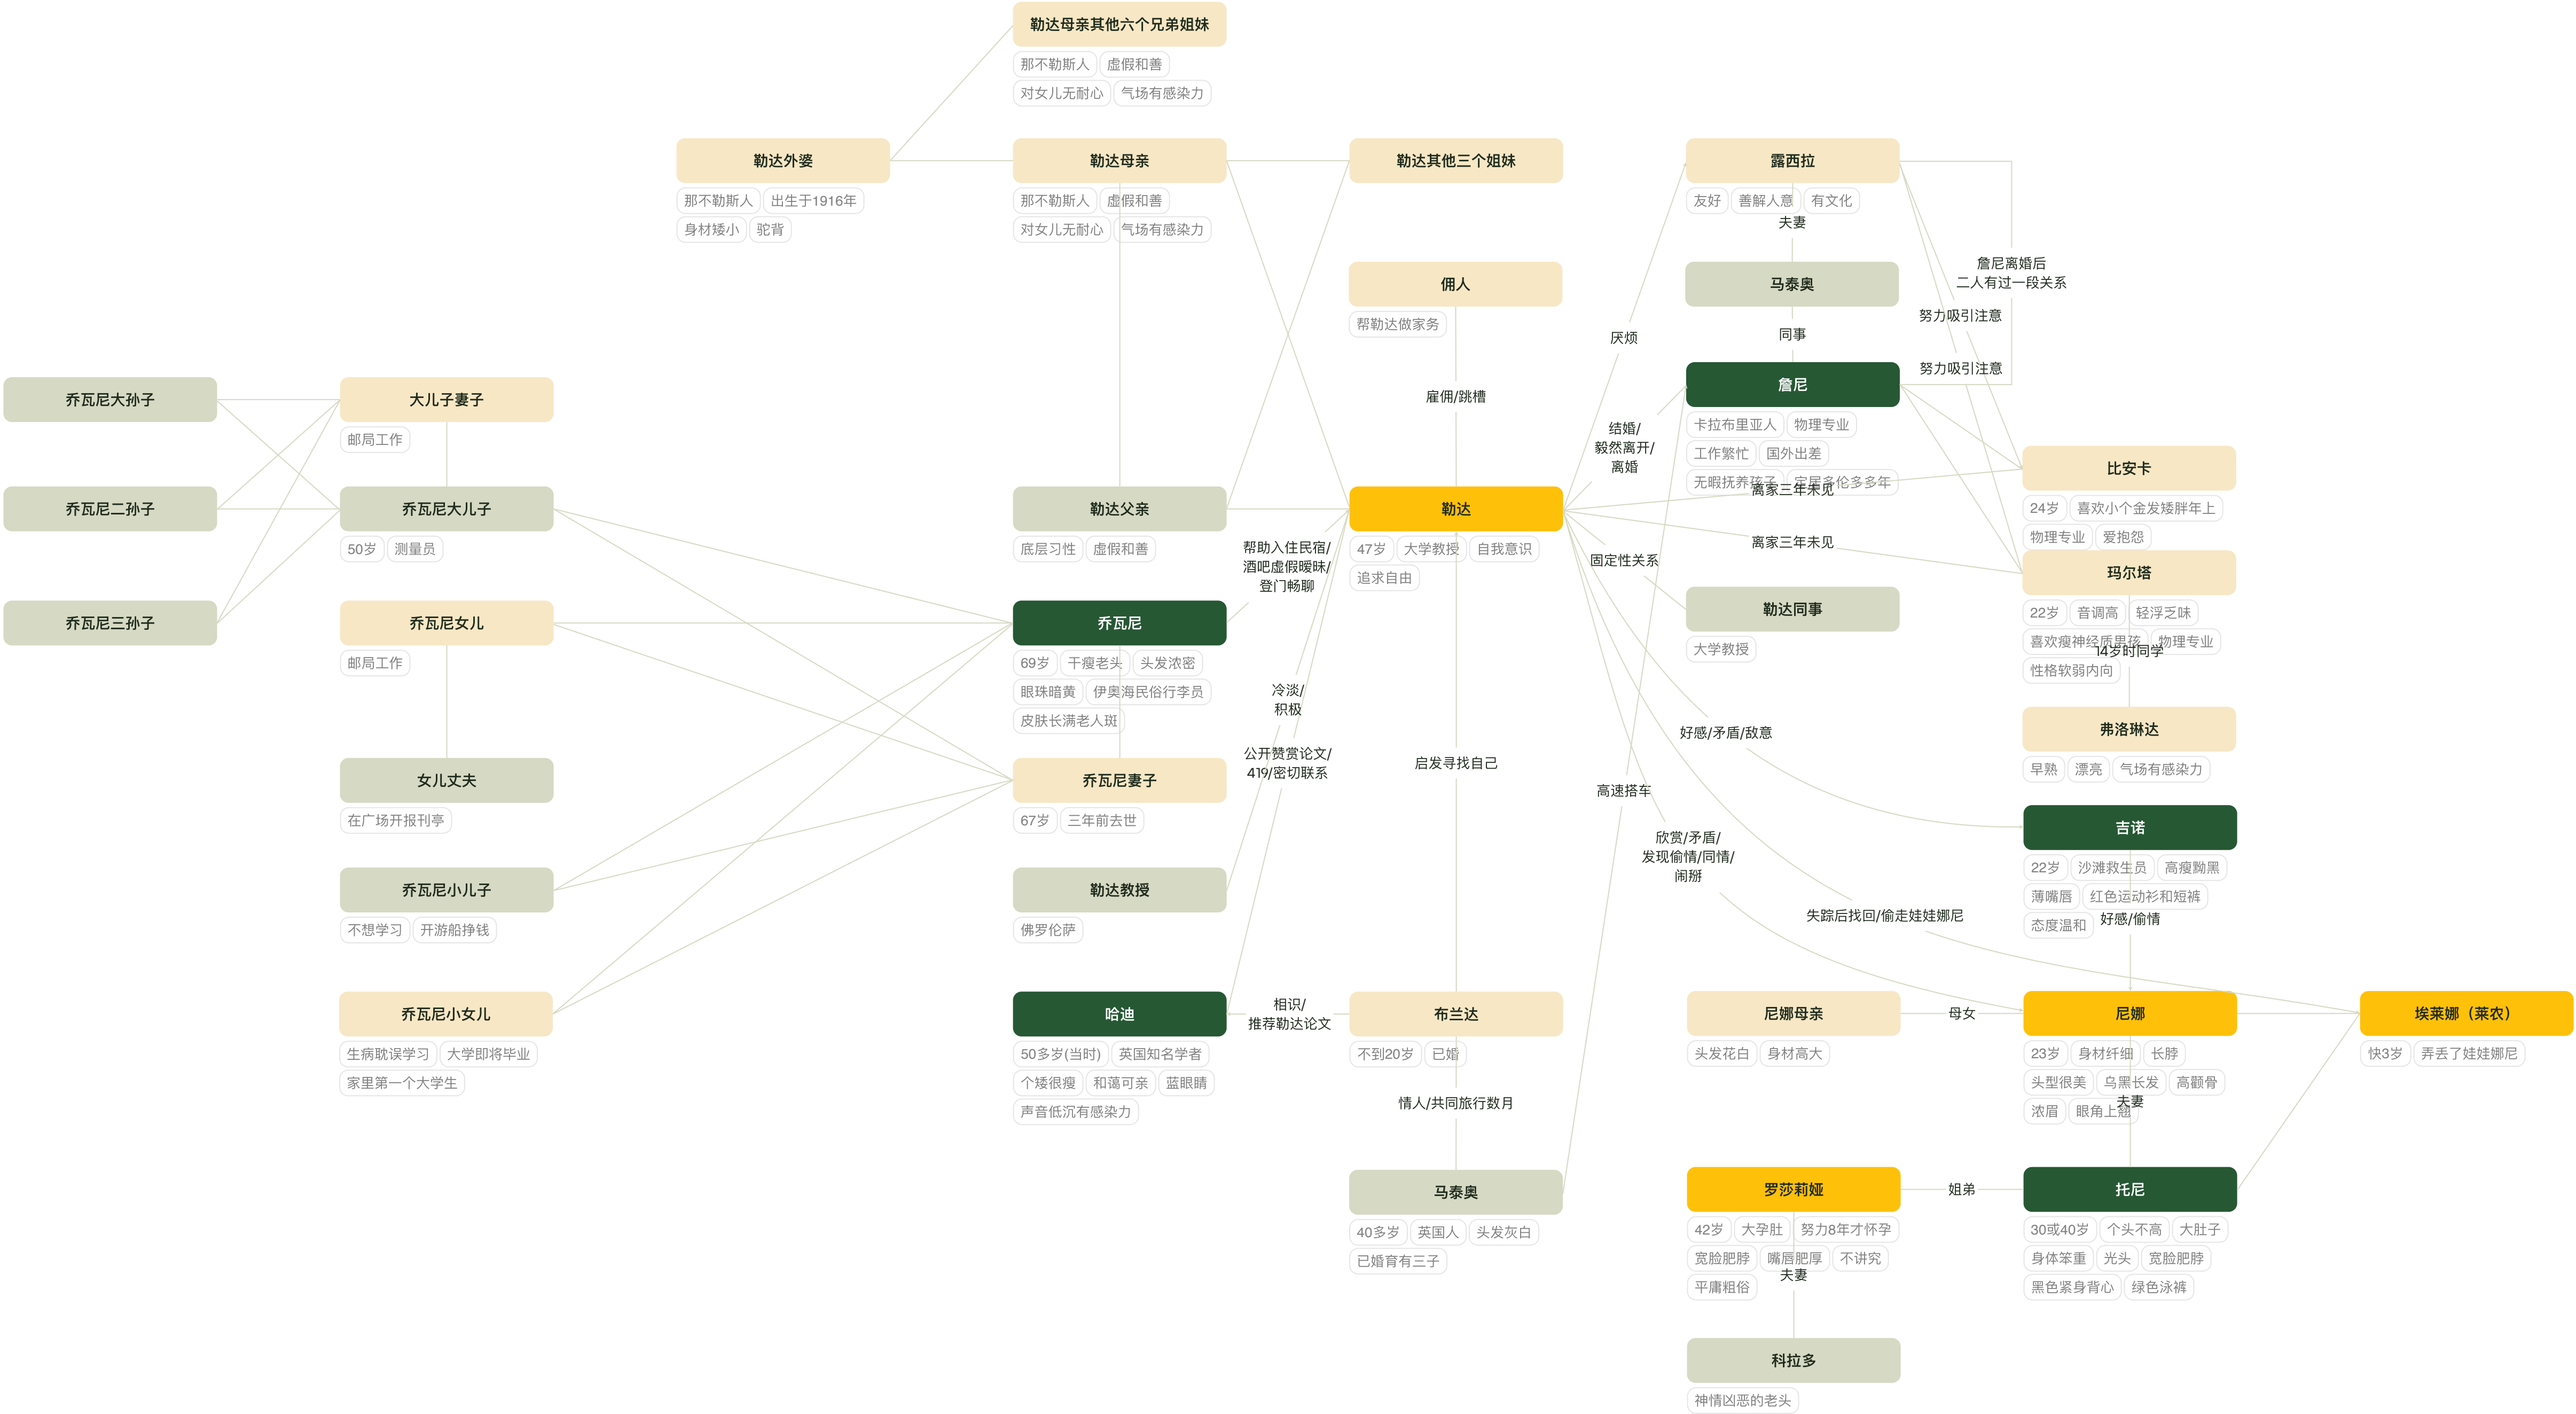 勒达母亲其他六个兄弟姐妹
那不勒斯人 虚假和善
对女儿无耐心 气场有感染力
勒达外婆
那不勒斯人 出生于1916年
身材矮小 驼背
勒达母亲
那不勒斯人 虚假和善
对女儿无耐心 气场有感染力
勒达其他三个姐妹
露西拉
友好 善解人意 有文化
夫妻
佣人
帮勒达做家务
马泰奥
詹尼离婚后
二人有过一段关系
努力吸引注意
厌烦
同事
努力吸引注意
雇佣/跳槽
詹尼
卡拉布里亚人 物理专业
工作繁忙 国外出差
无暇抚养孩子 定居多伦多多年
结婚/
毅然离开/
离婚
乔瓦尼大孙子
大儿子妻子
邮局工作
比安卡
24岁 喜欢小个金发矮胖年上
物理专业 爱抱怨
离家三年未见
乔瓦尼二孙子
乔瓦尼大儿子
50岁 测量员
勒达父亲
底层习性 虚假和善
勒达
47岁 大学教授 自我意识
追求自由
帮助入住民宿/
酒吧虚假暧昧/
登门畅聊
离家三年未见
固定性关系
玛尔塔
22岁 音调高 轻浮乏味
喜欢瘦神经质男孩 物理专业
性格软弱内向
14岁时同学
乔瓦尼三孙子
乔瓦尼女儿
邮局工作
乔瓦尼
69岁 干瘦老头 头发浓密
眼珠暗黄 伊奥海民俗行李员
皮肤长满老人斑
勒达同事
大学教授
冷淡/
积极
好感/矛盾/敌意
弗洛琳达
早熟 漂亮 气场有感染力
公开赞赏论文/
419/密切联系
启发寻找自己
高速搭车
女儿丈夫
在广场开报刊亭
乔瓦尼妻子
67岁 三年前去世
吉诺
22岁 沙滩救生员 高瘦黝黑
薄嘴唇 红色运动衫和短裤
态度温和
好感/偷情
欣赏/矛盾/
发现偷情/同情/
闹掰
乔瓦尼小儿子
不想学习 开游船挣钱
勒达教授
佛罗伦萨
失踪后找回/偷走娃娃娜尼
乔瓦尼小女儿
生病耽误学习 大学即将毕业
家里第一个大学生
哈迪
50多岁(当时) 英国知名学者
个矮很瘦 和蔼可亲 蓝眼睛
声音低沉有感染力
相识/
推荐勒达论文
布兰达
不到20岁 已婚
情人/共同旅行数月
尼娜母亲
头发花白 身材高大
母女
尼娜
23岁 身材纤细 长脖
头型很美 乌黑长发 高颧骨
浓眉 眼角上翘
夫妻
埃莱娜（莱农）
快3岁 弄丢了娃娃娜尼
马泰奥
40多岁 英国人 头发灰白
已婚育有三子
罗莎莉娅
42岁 大孕肚 努力8年才怀孕
宽脸肥脖 嘴唇肥厚 不讲究
平庸粗俗
夫妻
姐弟
托尼
30或40岁 个头不高 大肚子
身体笨重 光头 宽脸肥脖
黑色紧身背心 绿色泳裤
科拉多
神情凶恶的老头